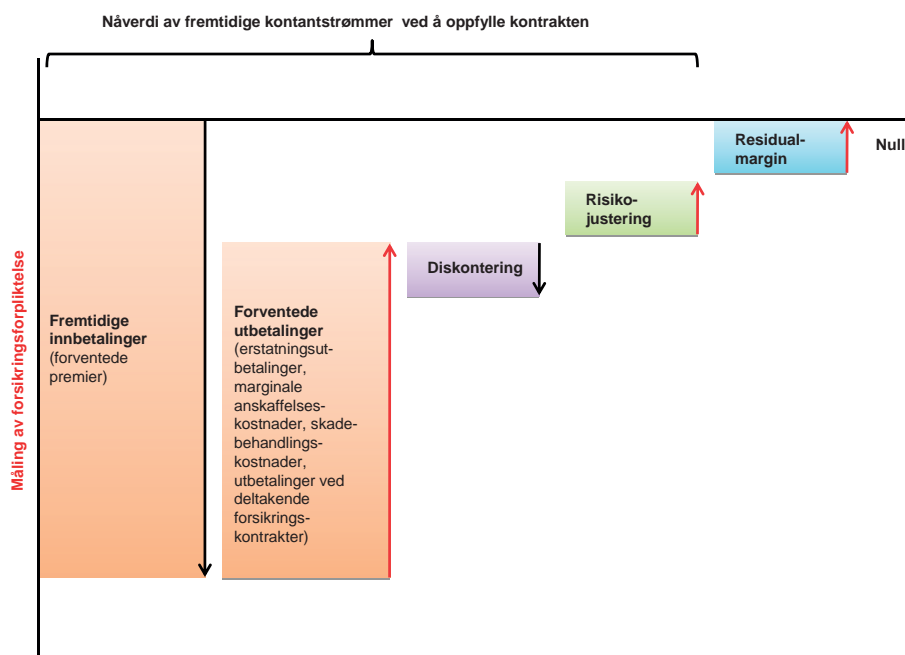 Nåverdi av fremtidige kontantstrømmer ved å oppfylle kontrakten
Måling av forsikringsforpliktelse
Fremtidige
innbetalinger
(forventede
premier)
Forventede
utbetalinger
(erstatningsut-
betalinger,
marginale
anskaffelses-
kostnader, skade-
behandlings-
kostnader,
utbetalinger ved
deltakende
forsikrings-
kontrakter)
Diskontering
Risiko-
justering
Residual-
margin
Null